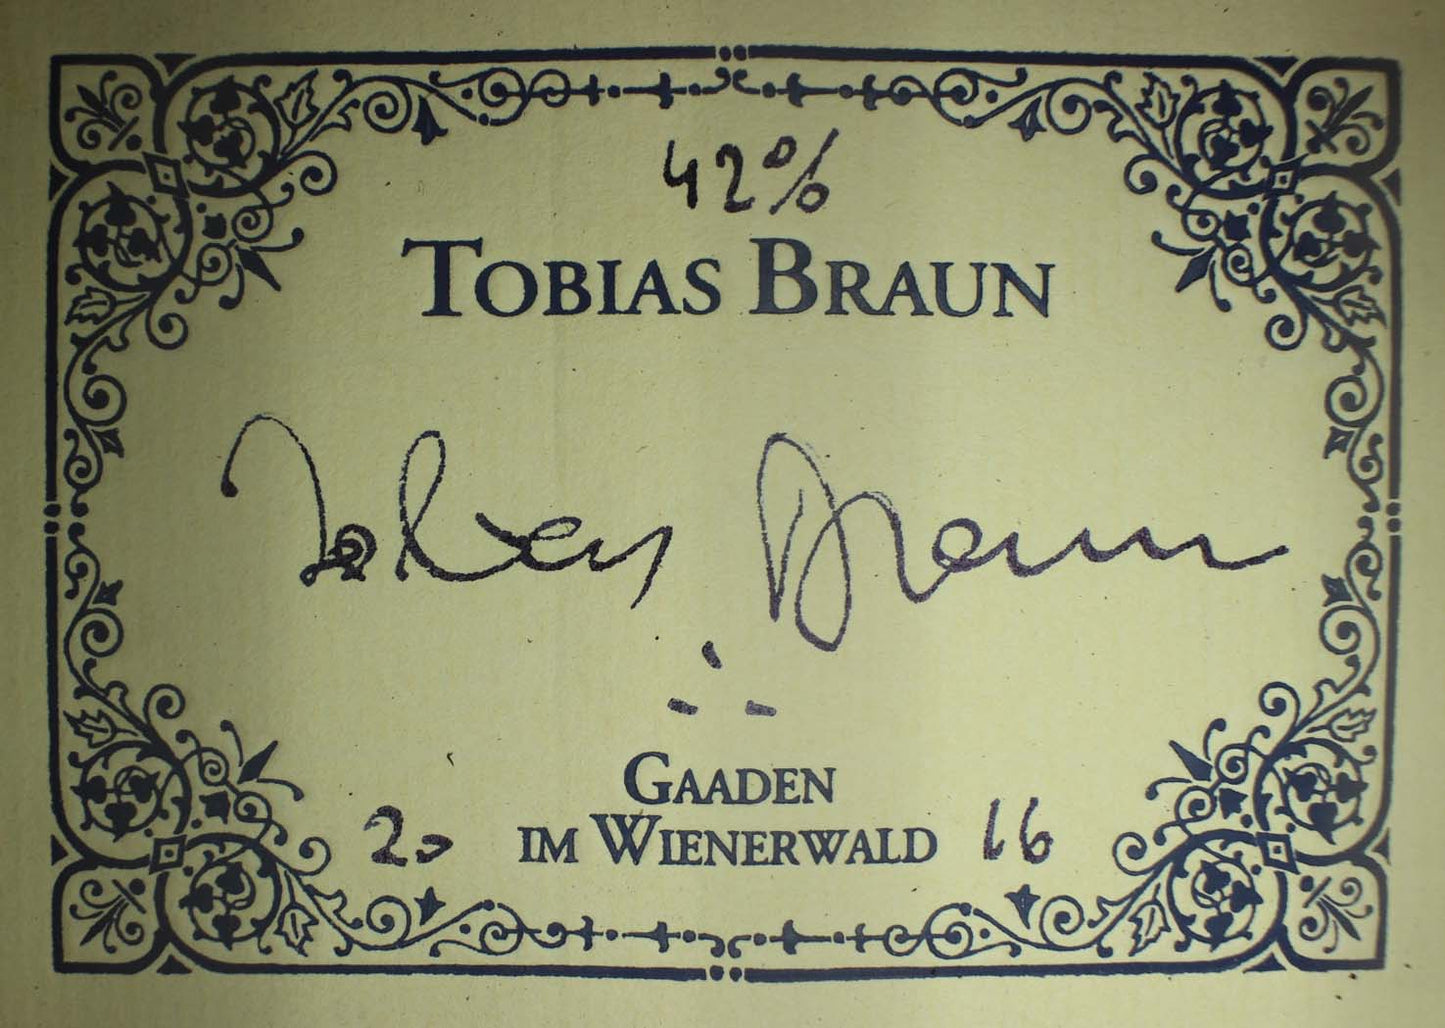 42%
TOBIAS BRAUN
Tobias Braun
GAADEN
20 IM WIENERWALD 16